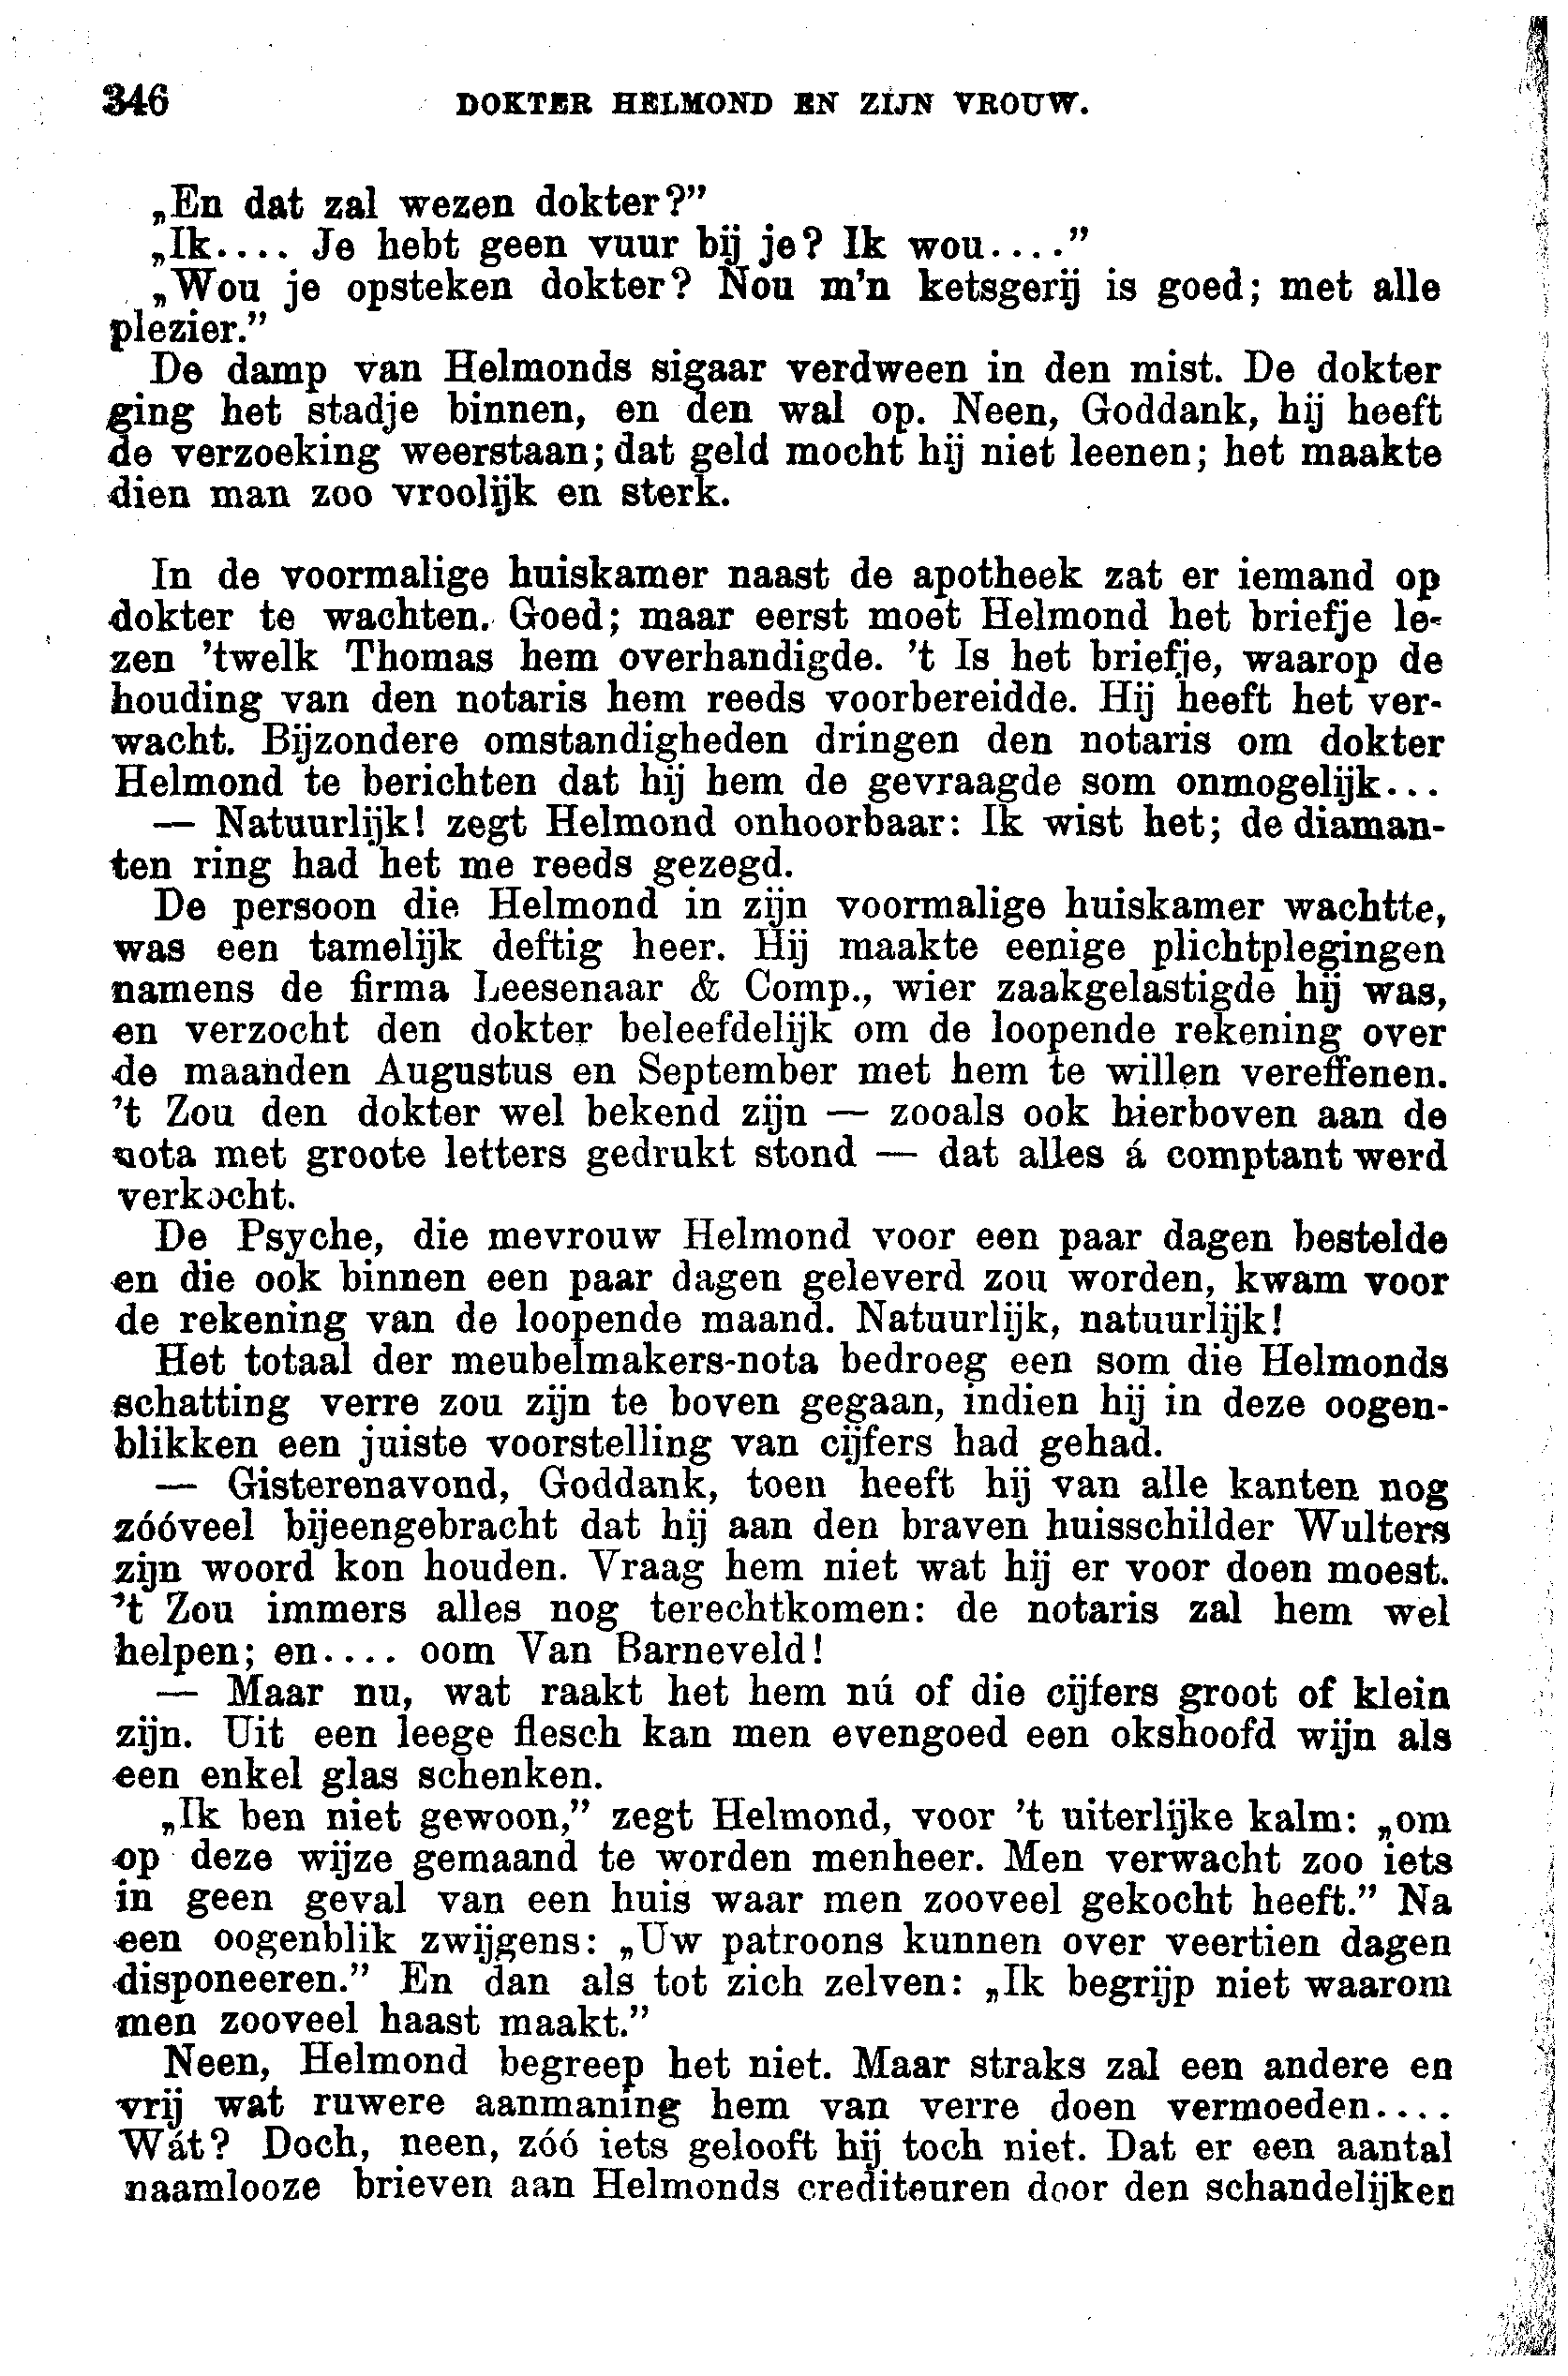 346 DOKTER HELMOND EN ZIJN VROUW.
„En dat zal wezen dokter?”
„Ik.... Je hebt geen vuur bij je? Ik wou....”
„Wou je opsteken dokter? Nou m'n ketsgerij is goed; met alle
plezier.”
De damp van Helmonds sigaar verdween in den mist. De dokter
ging het stadje binnen, en den wal op. Neen, Goddank, hij heeft
de verzoeking weerstaan; dat geld mocht hij niet leenen; het maakte
dien man zoo vroolijk en sterk.
In de voormalige huiskamer naast de apotheek zat er iemand op
dokter te wachten. Goed; maar eerst moet Helmond het briefje le-
zen 'twelk Thomas hem overhandigde. 't Is het briefje, waarop de
houding van den notaris hem reeds voorbereidde. Hij heeft het ver-
wacht. Bijzondere omstandigheden dringen den notaris om dokter
Helmond te berichten dat hij hem de gevraagde som onmogelijk...
— Natuurlijk! zegt Helmond onhoorbaar: Ik wist het; de diaman-
ten ring had het me reeds gezegd.
De persoon die Helmond in zijn voormalige huiskamer wachtte,
was een tamelijk deftig heer. Hij maakte eenige plichtplegingen
namens de firma Leesenaar & Comp., wier zaakgelastigde hij was,
en verzocht den dokter beleefdelijk om de loopende rekening over
de maanden Augustus en September met hem te willen vereffenen.
't Zou den dokter wel bekend zijn — zooals ook hierboven aan de
nota met groote letters gedrukt stond — dat alles á comptant werd
verkocht.
De Psyche, die mevrouw Helmond voor een paar dagen bestelde
en die ook binnen een paar dagen geleverd zou worden, kwam voor
de rekening van de loopende maand. Natuurlijk, natuurlijk!
Het totaal der meubelmakers-nota bedroeg een som die Helmonds
schatting verre zou zijn te boven gegaan, indien hij in deze oogen-
blikken een juiste voorstelling van cijfers had gehad.
— Gisterenavond, Goddank, toen heeft hij van alle kanten nog
zóóveel bijeengebracht dat hij aan den braven huisschilder Wulters
zijn woord kon houden. Vraag hem niet wat hij er voor doen moest.
't Zou immers alles nog terechtkomen: de notaris zal hem wel
helpen; en.... oom Van Barneveld!
— Maar nu, wat raakt het hem nú of die cijfers groot of klein
zijn. Uit een leege flesch kan men evengoed een okshoofd wijn als
een enkel glas schenken.
„Ik ben niet gewoon,” zegt Helmond, voor 't uiterlijke kalm: „om
op deze wijze gemaand te worden menheer. Men verwacht zoo iets
in geen geval van een huis waar men zooveel gekocht heeft.” Na
een oogenblik zwijgens: „Uw patroons kunnen over veertien dagen
disponeeren.” En dan als tot zich zelven: „Ik begrijp niet waarom
men zooveel haast maakt.”
Neen, Helmond begreep het niet. Maar straks zal een andere en
vrij wat ruwere aanmaning hem van verre doen vermoeden....
Wát? Doch, neen, zóó iets gelooft hij toch niet. Dat er een aantal
naamlooze brieven aan Helmonds crediteuren door den schandelijken